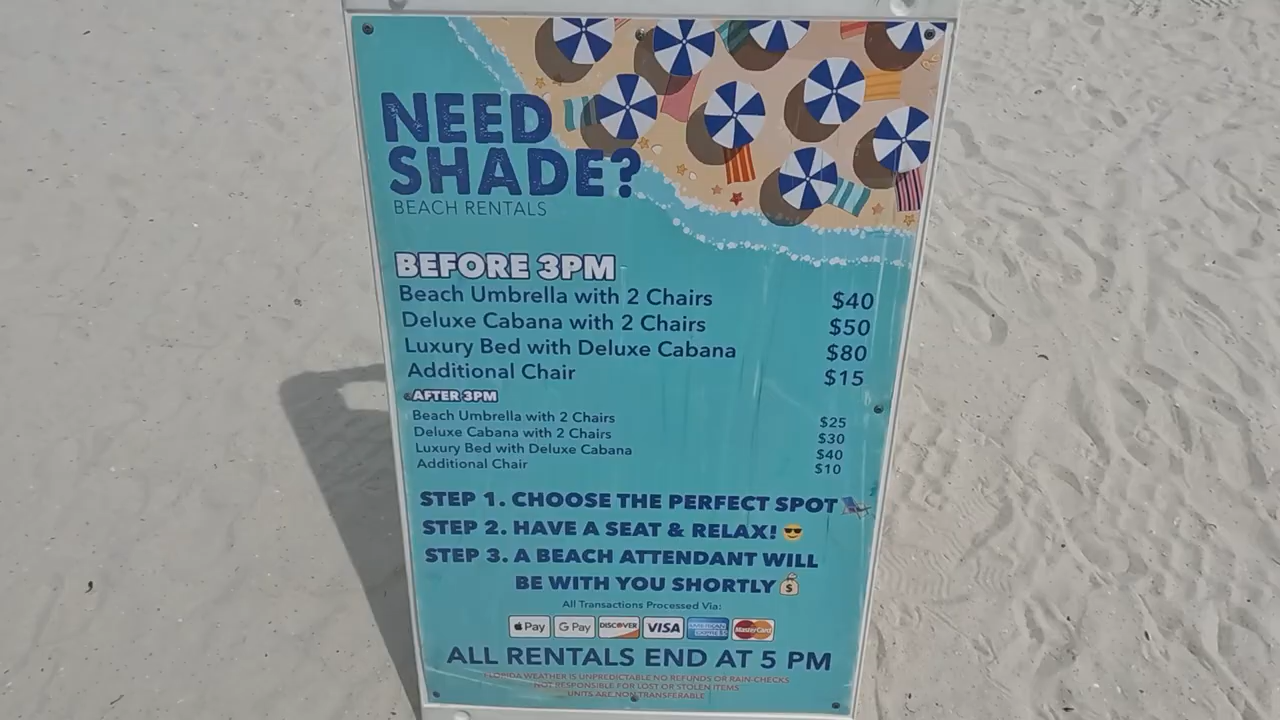 NEED
SHADE?
BEACH RENTALS
BEFORE 3PM
Beach Umbrella with 2 Chairs $40
Deluxe Cabana with 2 Chairs $50
Luxury Bed with Deluxe Cabana $80
Additional Chair $15
AFTER 3PM
Beach Umbrella with 2 Chairs $25
Deluxe Cabana with 2 Chairs $30
Luxury Bed with Deluxe Cabana $40
Additional Chair $10
STEP 1. CHOOSE THE PERFECT SPOT
STEP 2. HAVE A SEAT & RELAX! 😎
STEP 3. A BEACH ATTENDANT WILL
BE WITH YOU SHORTLY 💰
All Transactions Processed Via:
Pay G Pay DISCOVER VISA AMERICAN EXPRESS MasterCard
ALL RENTALS END AT 5 PM
FLORIDA WEATHER IS UNPREDICTABLE NO REFUNDS OR RAIN-CHECKS
NOT RESPONSIBLE FOR LOST OR STOLEN ITEMS
UNITS ARE NON TRANSFERABLE